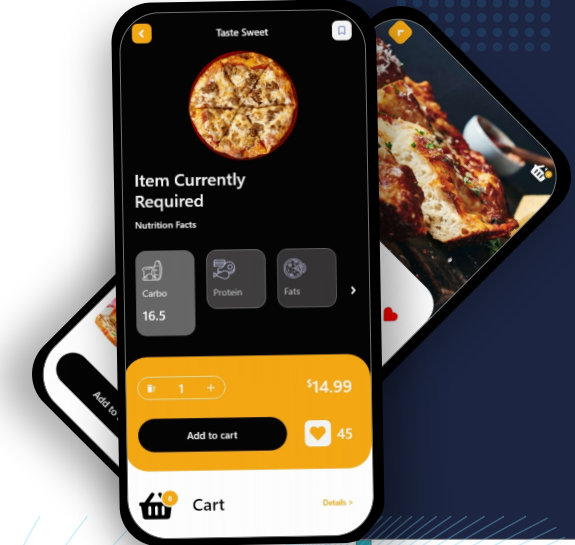 Taste Sweet
Item Currently
Required
Nutrition Facts
Carbo
16.5
Protein
Fats
1 +
$14.99
Add to cart
45
Add to
8
Cart
Details >